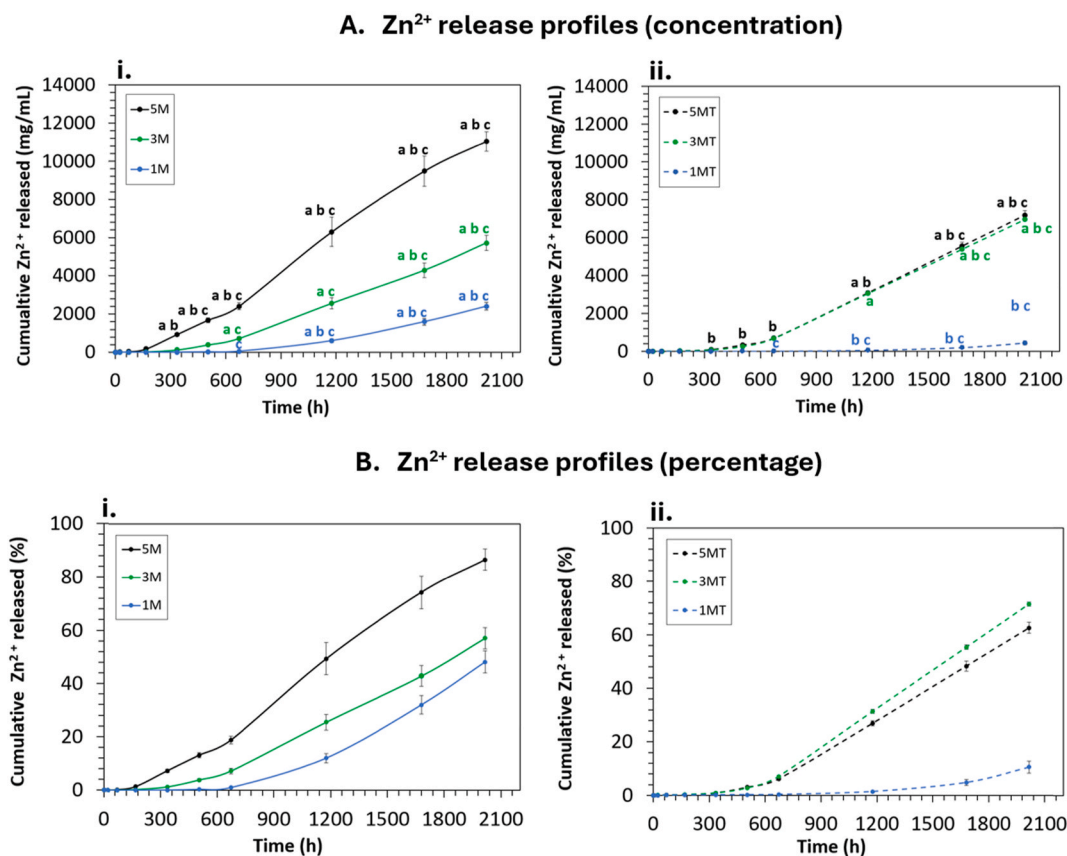 A. Zn²⁺ release profiles (concentration)
i.
Cumualtive Zn²⁺ released (mg/mL)
14000
12000
10000
8000
6000
4000
2000
0
5M
3M
1M
a b
a b c
a b c
a b c
a b c
a b c
a c
a c
a b c
a b c
c
a b c
a b c
a b c
0 300 600 900 1200 1500 1800 2100
Time (h)
ii.
Cumulative Zn²⁺ released (mg/mL)
14000
12000
10000
8000
6000
4000
2000
0
5MT
3MT
1MT
b
b
b
a b
b c
a b c
a
a b c
a b c
c
b c
b c
b c
0 300 600 900 1200 1500 1800 2100
Time (h)
B. Zn²⁺ release profiles (percentage)
i.
Cumulative Zn²⁺ released (%)
100
80
60
40
20
0
5M
3M
1M
0 300 600 900 1200 1500 1800 2100
Time (h)
ii.
Cumulative Zn²⁺ released (%)
100
80
60
40
20
0
5MT
3MT
1MT
0 300 600 900 1200 1500 1800 2100
Time (h)